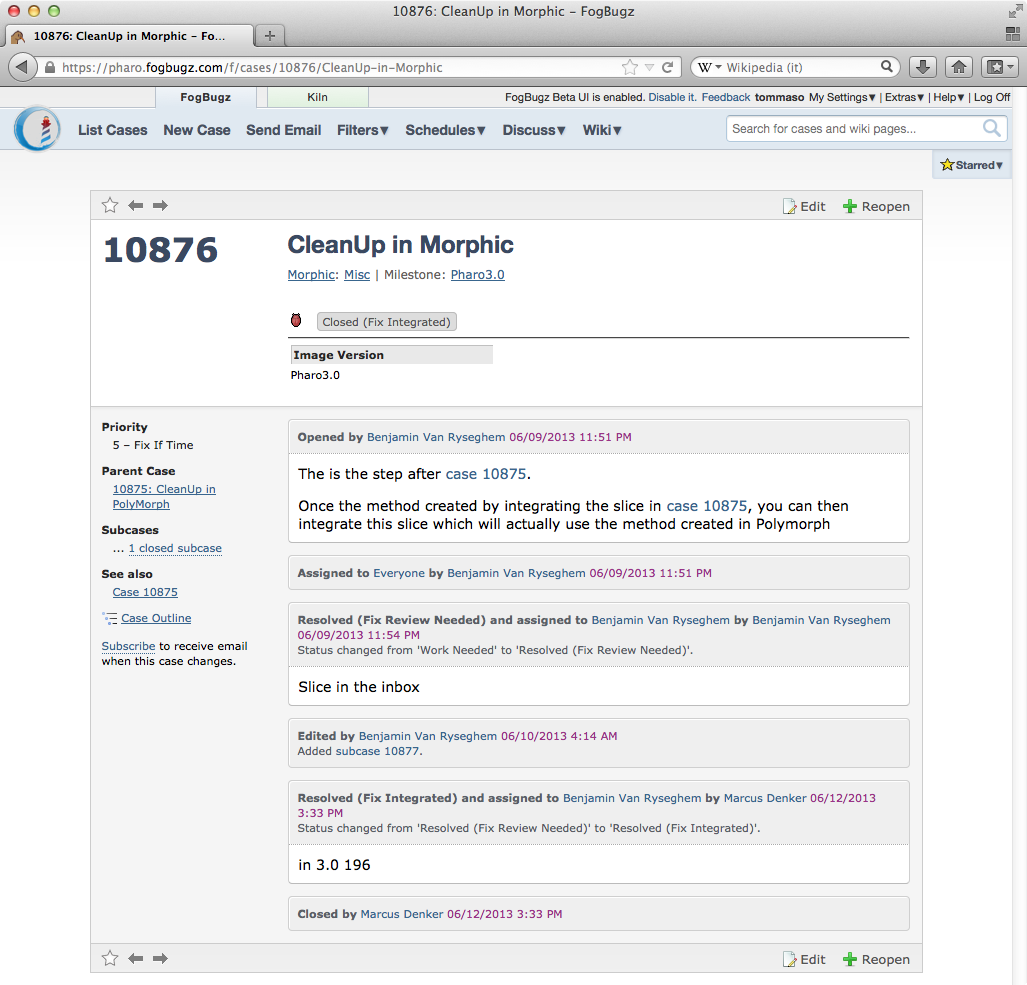 10876: CleanUp in Morphic – FogBugz
10876: CleanUp in Morphic – Fo...
https://pharo.fogbugz.com/f/cases/10876/CleanUp-in-Morphic
W Wikipedia (it)
FogBugz
Kiln
FogBugz Beta UI is enabled. Disable it. Feedback tommaso My Settings▾ | Extras▾ | Help▾ | Log Off
List Cases New Case Send Email Filters▾ Schedules▾ Discuss▾ Wiki▾
Search for cases and wiki pages...
Starred▾
Edit Reopen
10876
CleanUp in Morphic
Morphic: Misc | Milestone: Pharo3.0
Closed (Fix Integrated)
Image Version
Pharo3.0
Priority
5 – Fix If Time
Parent Case
10875: CleanUp in
PolyMorph
Subcases
... 1 closed subcase
See also
Case 10875
Case Outline
Subscribe to receive email
when this case changes.
Opened by Benjamin Van Ryseghem 06/09/2013 11:51 PM
The is the step after case 10875.
Once the method created by integrating the slice in case 10875, you can then
integrate this slice which will actually use the method created in Polymorph
Assigned to Everyone by Benjamin Van Ryseghem 06/09/2013 11:51 PM
Resolved (Fix Review Needed) and assigned to Benjamin Van Ryseghem by Benjamin Van Ryseghem
06/09/2013 11:54 PM
Status changed from 'Work Needed' to 'Resolved (Fix Review Needed)'.
Slice in the inbox
Edited by Benjamin Van Ryseghem 06/10/2013 4:14 AM
Added subcase 10877.
Resolved (Fix Integrated) and assigned to Benjamin Van Ryseghem by Marcus Denker 06/12/2013
3:33 PM
Status changed from 'Resolved (Fix Review Needed)' to 'Resolved (Fix Integrated)'.
in 3.0 196
Closed by Marcus Denker 06/12/2013 3:33 PM
Edit Reopen